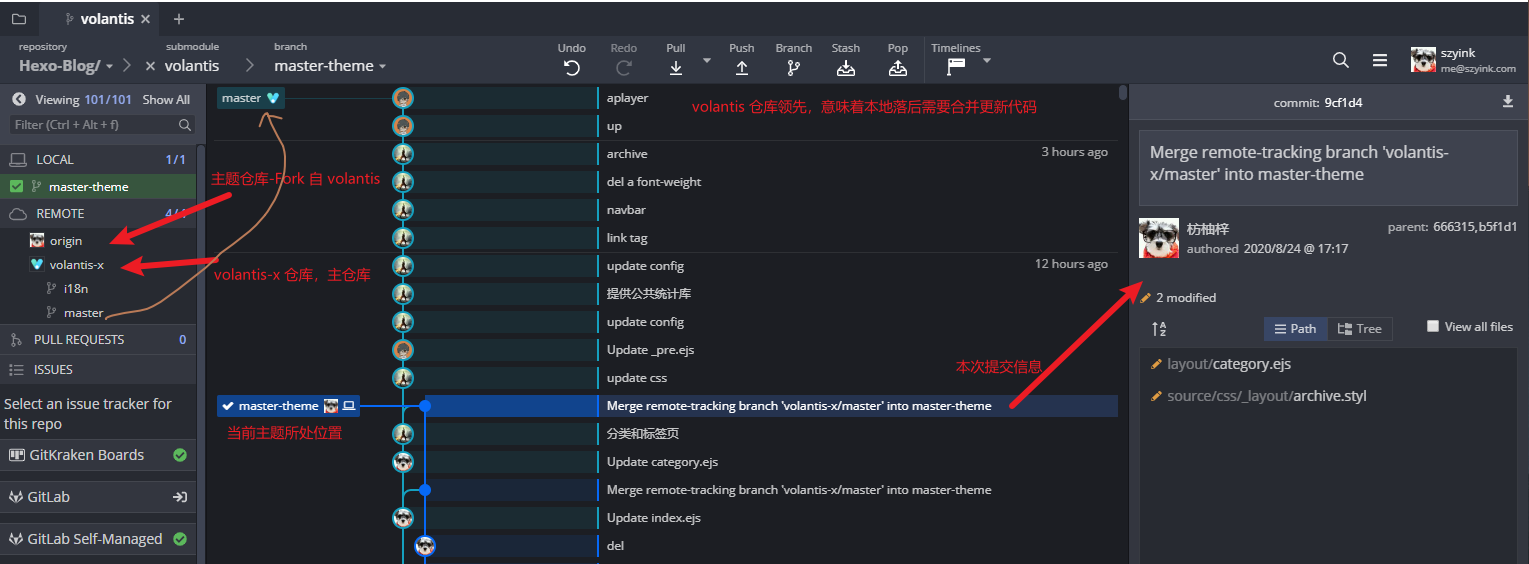 volantis
repository
Hexo-Blog/
submodule
volantis
branch
master-theme
Undo
Redo
Pull
Push
Branch
Stash
Pop
Timelines
szyink
me@szyink.com
Viewing 101/101 Show All
Filter (Ctrl + Alt + f)
LOCAL 1/1
master-theme
REMOTE 4/4
origin
volantis-x
i18n
master
PULL REQUESTS 0
ISSUES
Select an issue tracker for
this repo
GitKraken Boards
GitLab
GitLab Self-Managed
master
aplayer
volantis 仓库领先，意味着本地落后需要合并更新代码
up
archive
3 hours ago
主题仓库-Fork 自 volantis
del a font-weight
navbar
link tag
volantis-x 仓库，主仓库
update config
12 hours ago
提供公共统计库
update config
Update _pre.ejs
本次提交信息
update css
master-theme
Merge remote-tracking branch 'volantis-x/master' into master-theme
当前主题所处位置
分类和标签页
Update category.ejs
Merge remote-tracking branch 'volantis-x/master' into master-theme
Update index.ejs
del
commit: 9cf1d4
Merge remote-tracking branch 'volantis-
x/master' into master-theme
枋柚梓
authored 2020/8/24 @ 17:17
parent: 666315,b5f1d1
2 modified
Path
Tree
View all files
layout/category.ejs
source/css/_layout/archive.styl